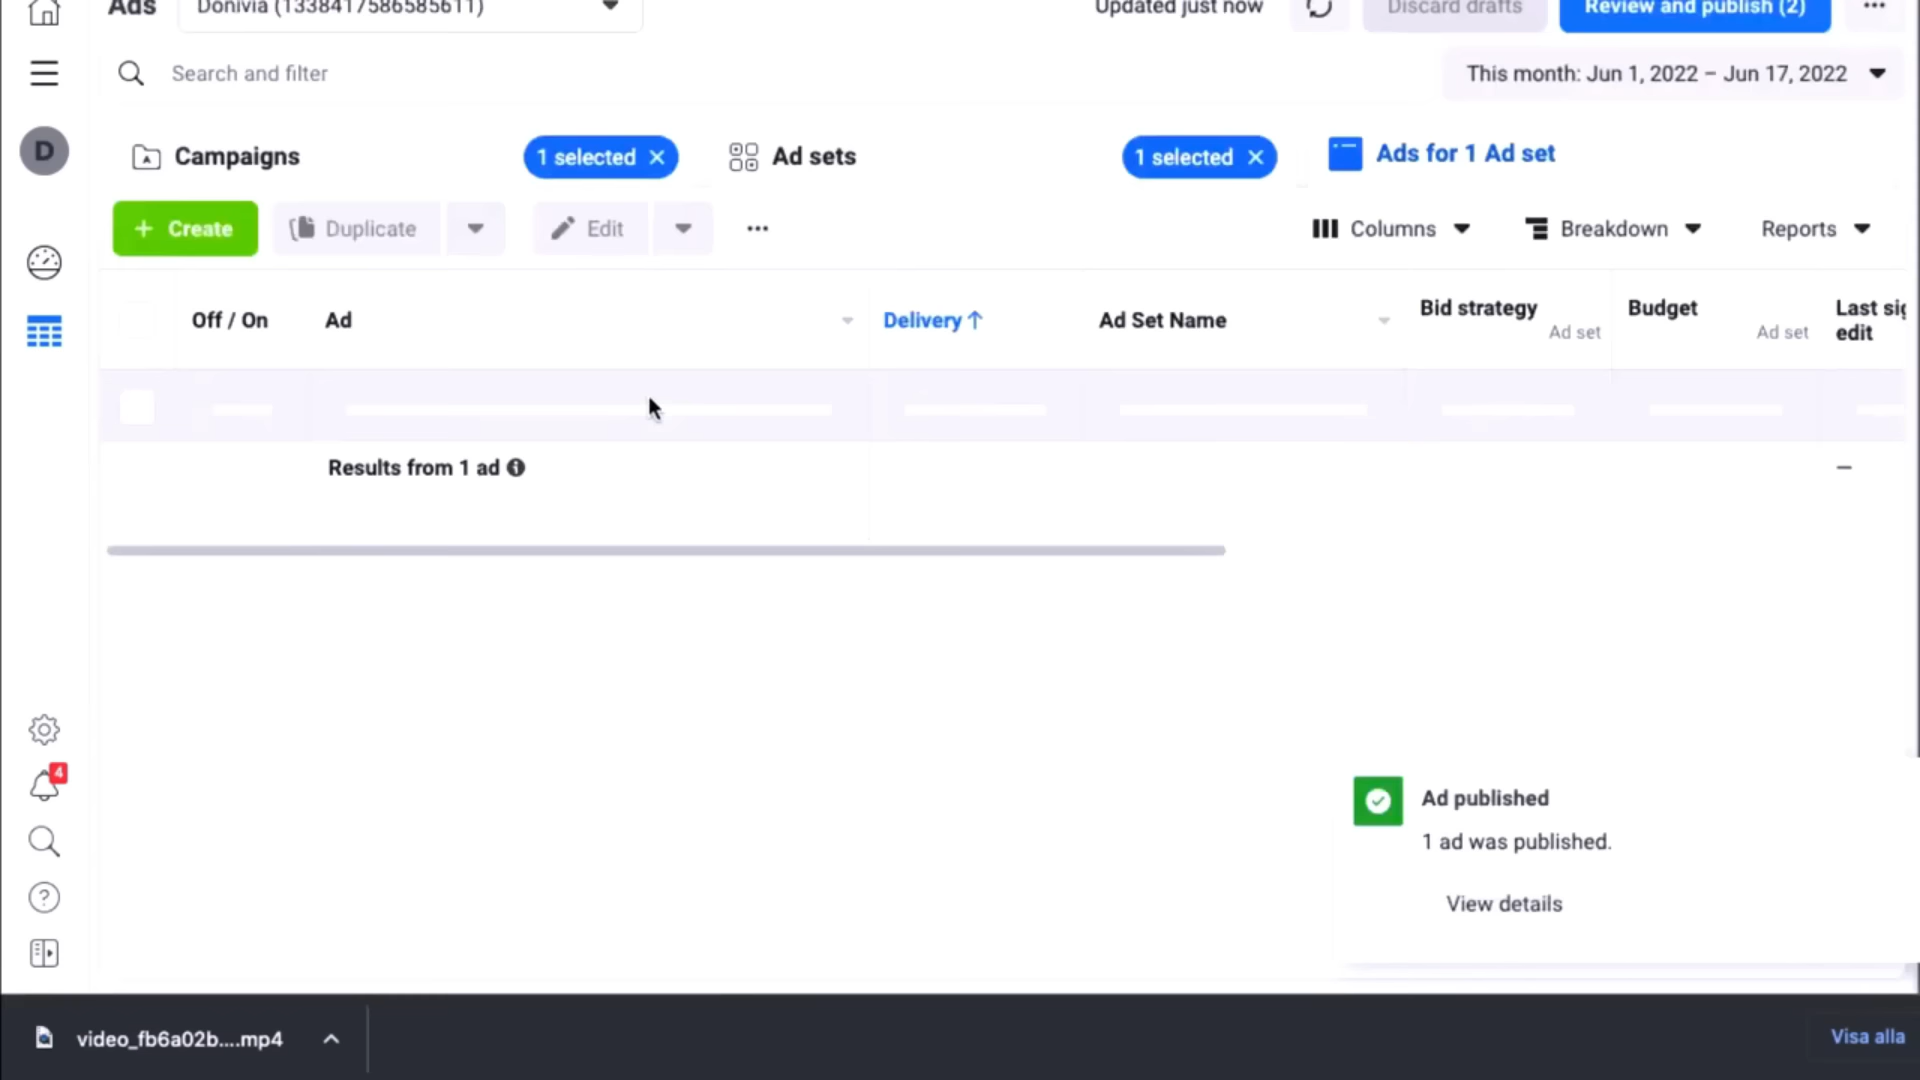 Ads
Donivia (1338417586585611)
Updated just now
Discard drafts
Review and publish (2)
Search and filter
This month: Jun 1, 2022 – Jun 17, 2022
D
Campaigns
1 selected
Ad sets
1 selected
Ads for 1 Ad set
+ Create
Duplicate
Edit
Columns
Breakdown
Reports
Off / On
Ad
Delivery ↑
Ad Set Name
Bid strategy
Ad set
Budget
Ad set
Last sig
edit
Results from 1 ad
–
4
Ad published
1 ad was published.
View details
video_fb6a02b....mp4
Visa alla